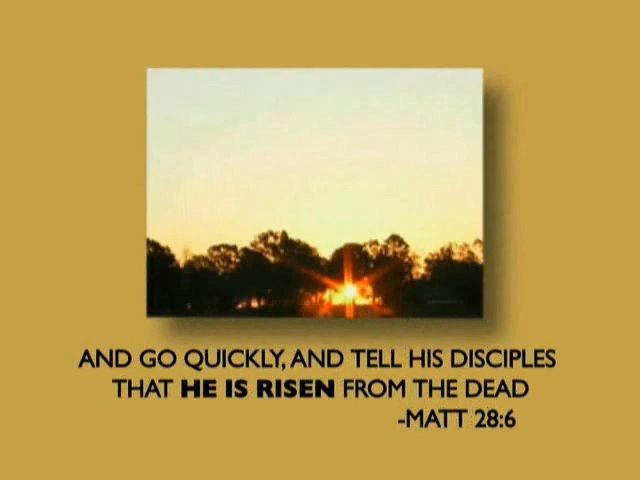 AND GO QUICKLY, AND TELL HIS DISCIPLES
THAT HE IS RISEN FROM THE DEAD
-MATT 28:6